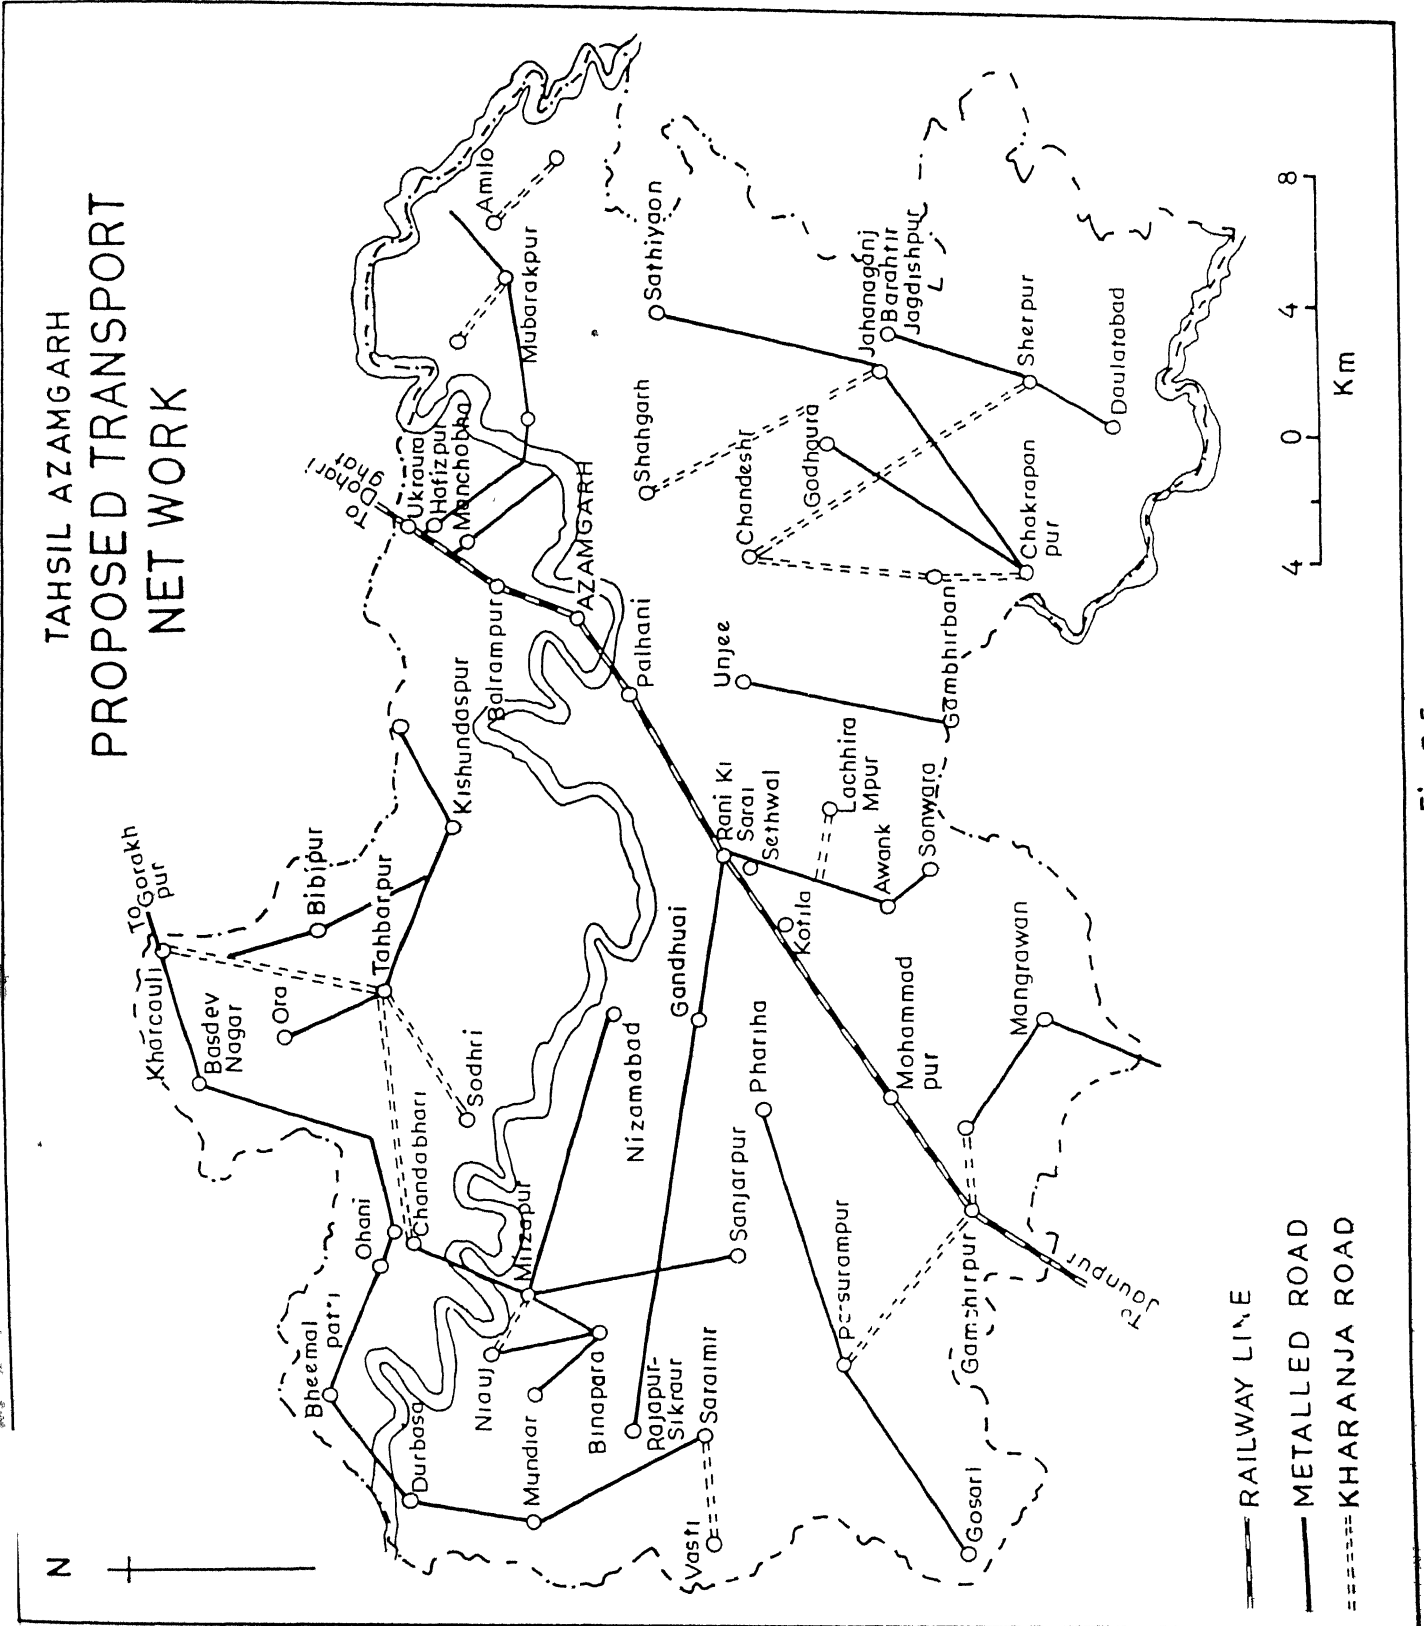 TAHSIL AZAMGARH
PROPOSED TRANSPORT
NET WORK
N
To Gorakh
pur
Kharcauli
Basdev
Nagar
Bibipur
Ora
Tahbarpur
Kishundaspur
Sodhri
Chandabhari
Ohani
Bheemal
Durbasa
Mirzapur
Niauj
Mundiar
Binapara
Rajapur-
Sikraur
Saraimir
Vasti
Sanjarpur
Nizamabad
Gandhuai
Phariha
Gosari
Gambhirpur
To
Jaunpur
Mohammad
pur
Mangrawan
Kotila
Rani Ki
Sarai
Sethwal
Awank
Sonwara
Lachhira
Mpur
Unjee
Gambhirban
Palhani
AZAMGARH
Balrampur
To
Dohari
ghat
Ukraura
Hafizpur
Manchobha
Mubarakpur
Amilo
Sathiyaon
Shahgarh
Chandeshr
Godhaura
Jahanaganj
Barahtir
Jagdishpur
Sherpur
Daulatabad
Chakrapan
pur
4 0 4 8
Km
RAILWAY LINE
METALLED ROAD
KHARANJA ROAD